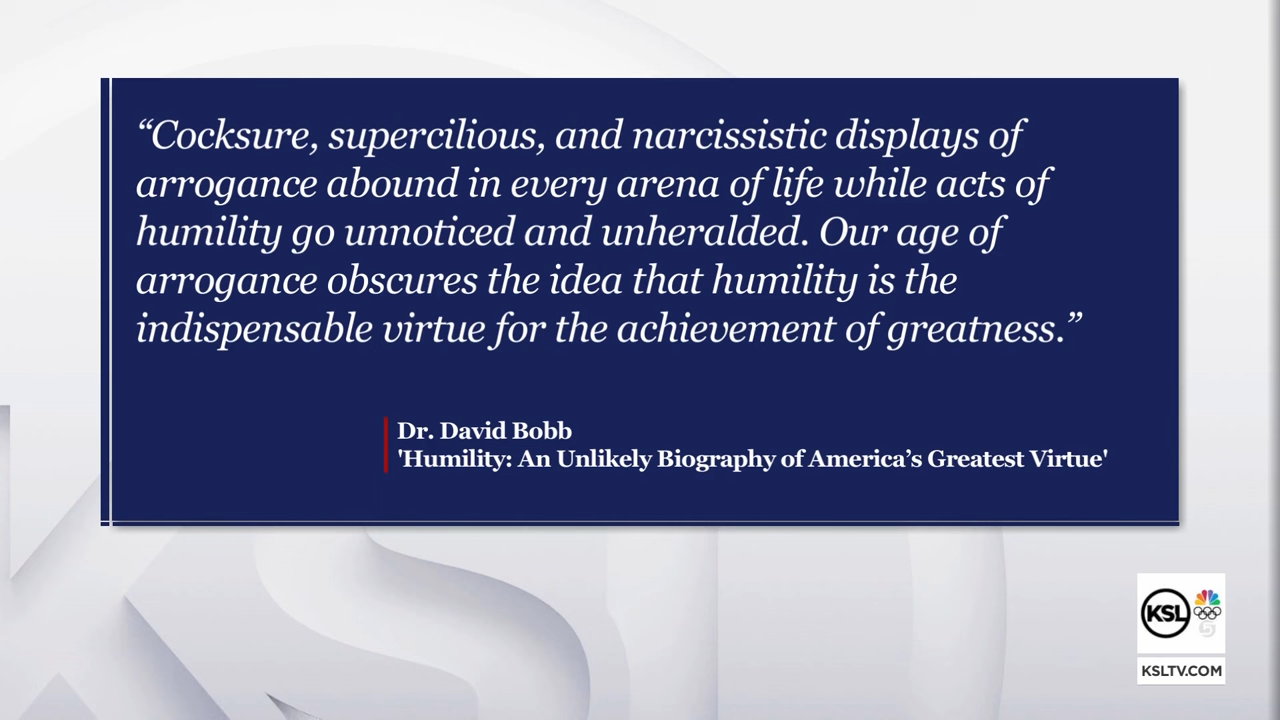 “Cocksure, supercilious, and narcissistic displays of
arrogance abound in every arena of life while acts of
humility go unnoticed and unheralded. Our age of
arrogance obscures the idea that humility is the
indispensable virtue for the achievement of greatness.”
Dr. David Bobb
'Humility: An Unlikely Biography of America’s Greatest Virtue'
KSL
5
KSLTV.COM